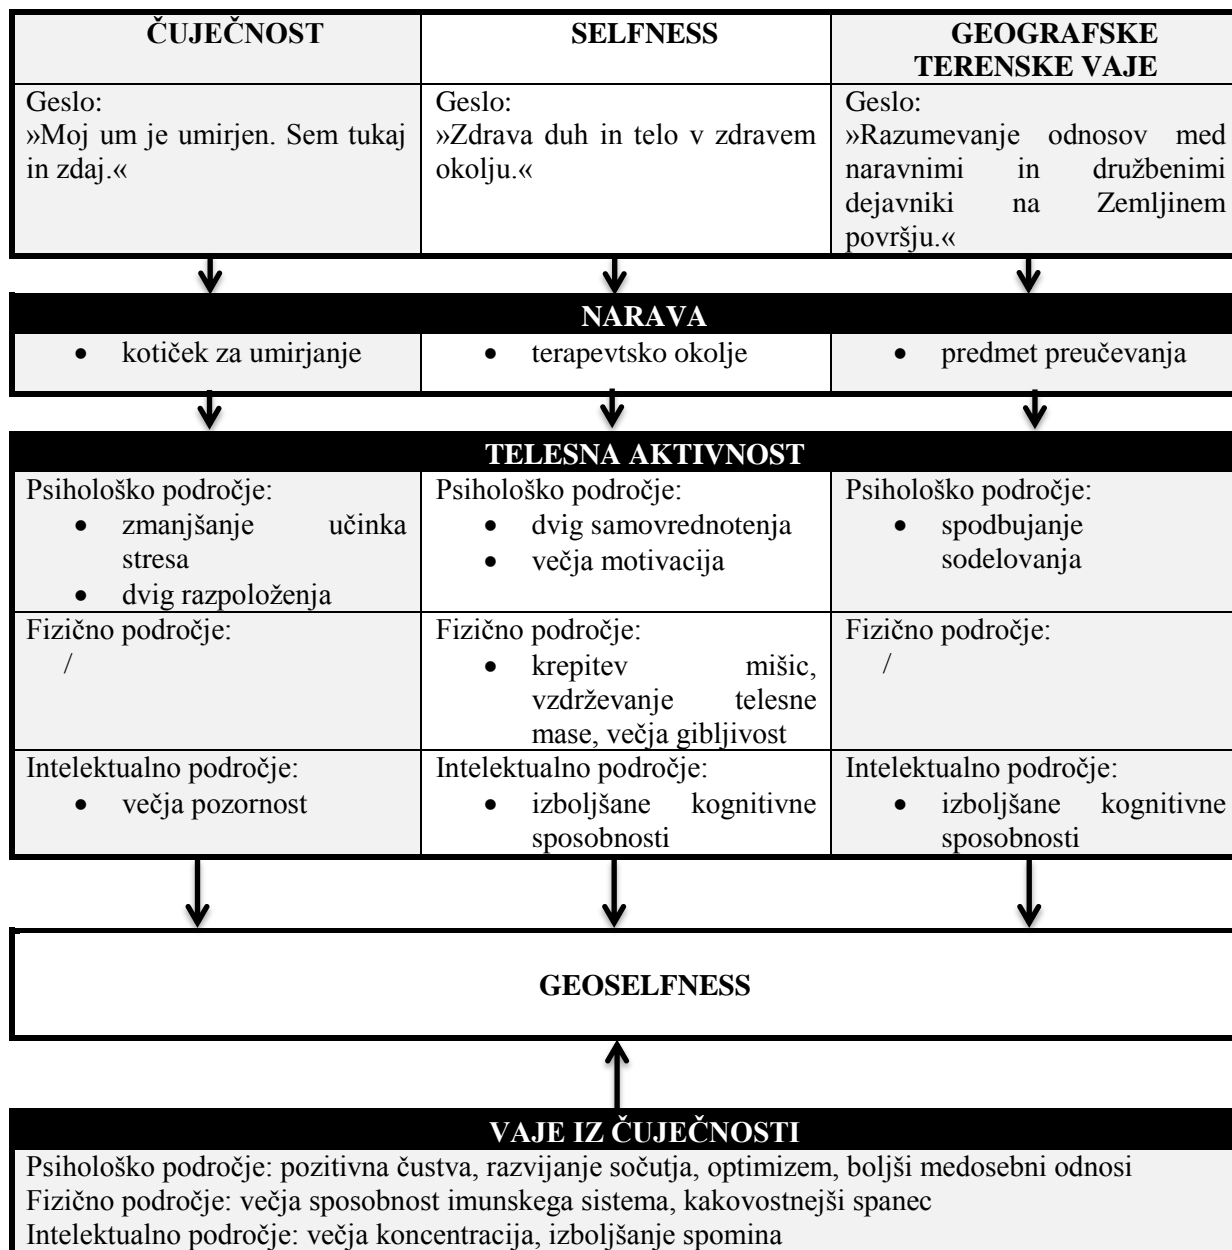 ČUJEČNOST
SELFNESS
GEOGRAFSKE
TERENSKE VAJE
Geslo:
»Moj um je umirjen. Sem tukaj
in zdaj.«
Geslo:
»Zdrava duh in telo v zdravem
okolju.«
Geslo:
»Razumevanje odnosov med
naravnimi in družbenimi
dejavniki na Zemljinem
površju.«
NARAVA
• kotiček za umirjanje
• terapevtsko okolje
• predmet preučevanja
TELESNA AKTIVNOST
Psihološko področje:
• zmanjšanje učinka
stresa
• dvig razpoloženja
Psihološko področje:
• dvig samovrednotenja
• večja motivacija
Psihološko področje:
• spodbujanje
sodelovanja
Fizično področje:
/
Fizično področje:
• krepitev mišic,
vzdrževanje telesne
mase, večja gibljivost
Fizično področje:
/
Intelektualno področje:
• večja pozornost
Intelektualno področje:
• izboljšane kognitivne
sposobnosti
Intelektualno področje:
• izboljšane kognitivne
sposobnosti
GEOSELFNESS
VAJE IZ ČUJEČNOSTI
Psihološko področje: pozitivna čustva, razvijanje sočutja, optimizem, boljši medosebni odnosi
Fizično področje: večja sposobnost imunskega sistema, kakovostnejši spanec
Intelektualno področje: večja koncentracija, izboljšanje spomina